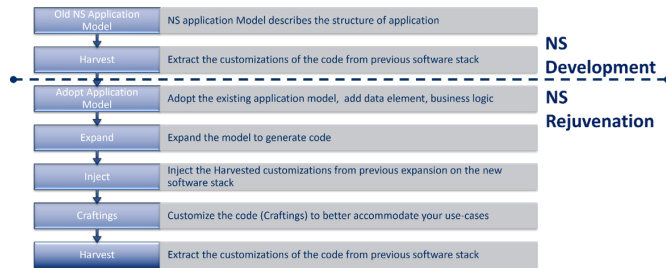 Old NS Application
Model
NS application Model describes the structure of application
Harvest
Extract the customizations of the code from previous software stack
NS
Development
Adopt Application
Model
Adopt the existing application model, add data element, business logic
NS
Rejuvenation
Expand
Expand the model to generate code
Inject
Inject the Harvested customizations from previous expansion on the new
software stack
Craftings
Customize the code (Craftings) to better accommodate your use-cases
Harvest
Extract the customizations of the code from previous software stack